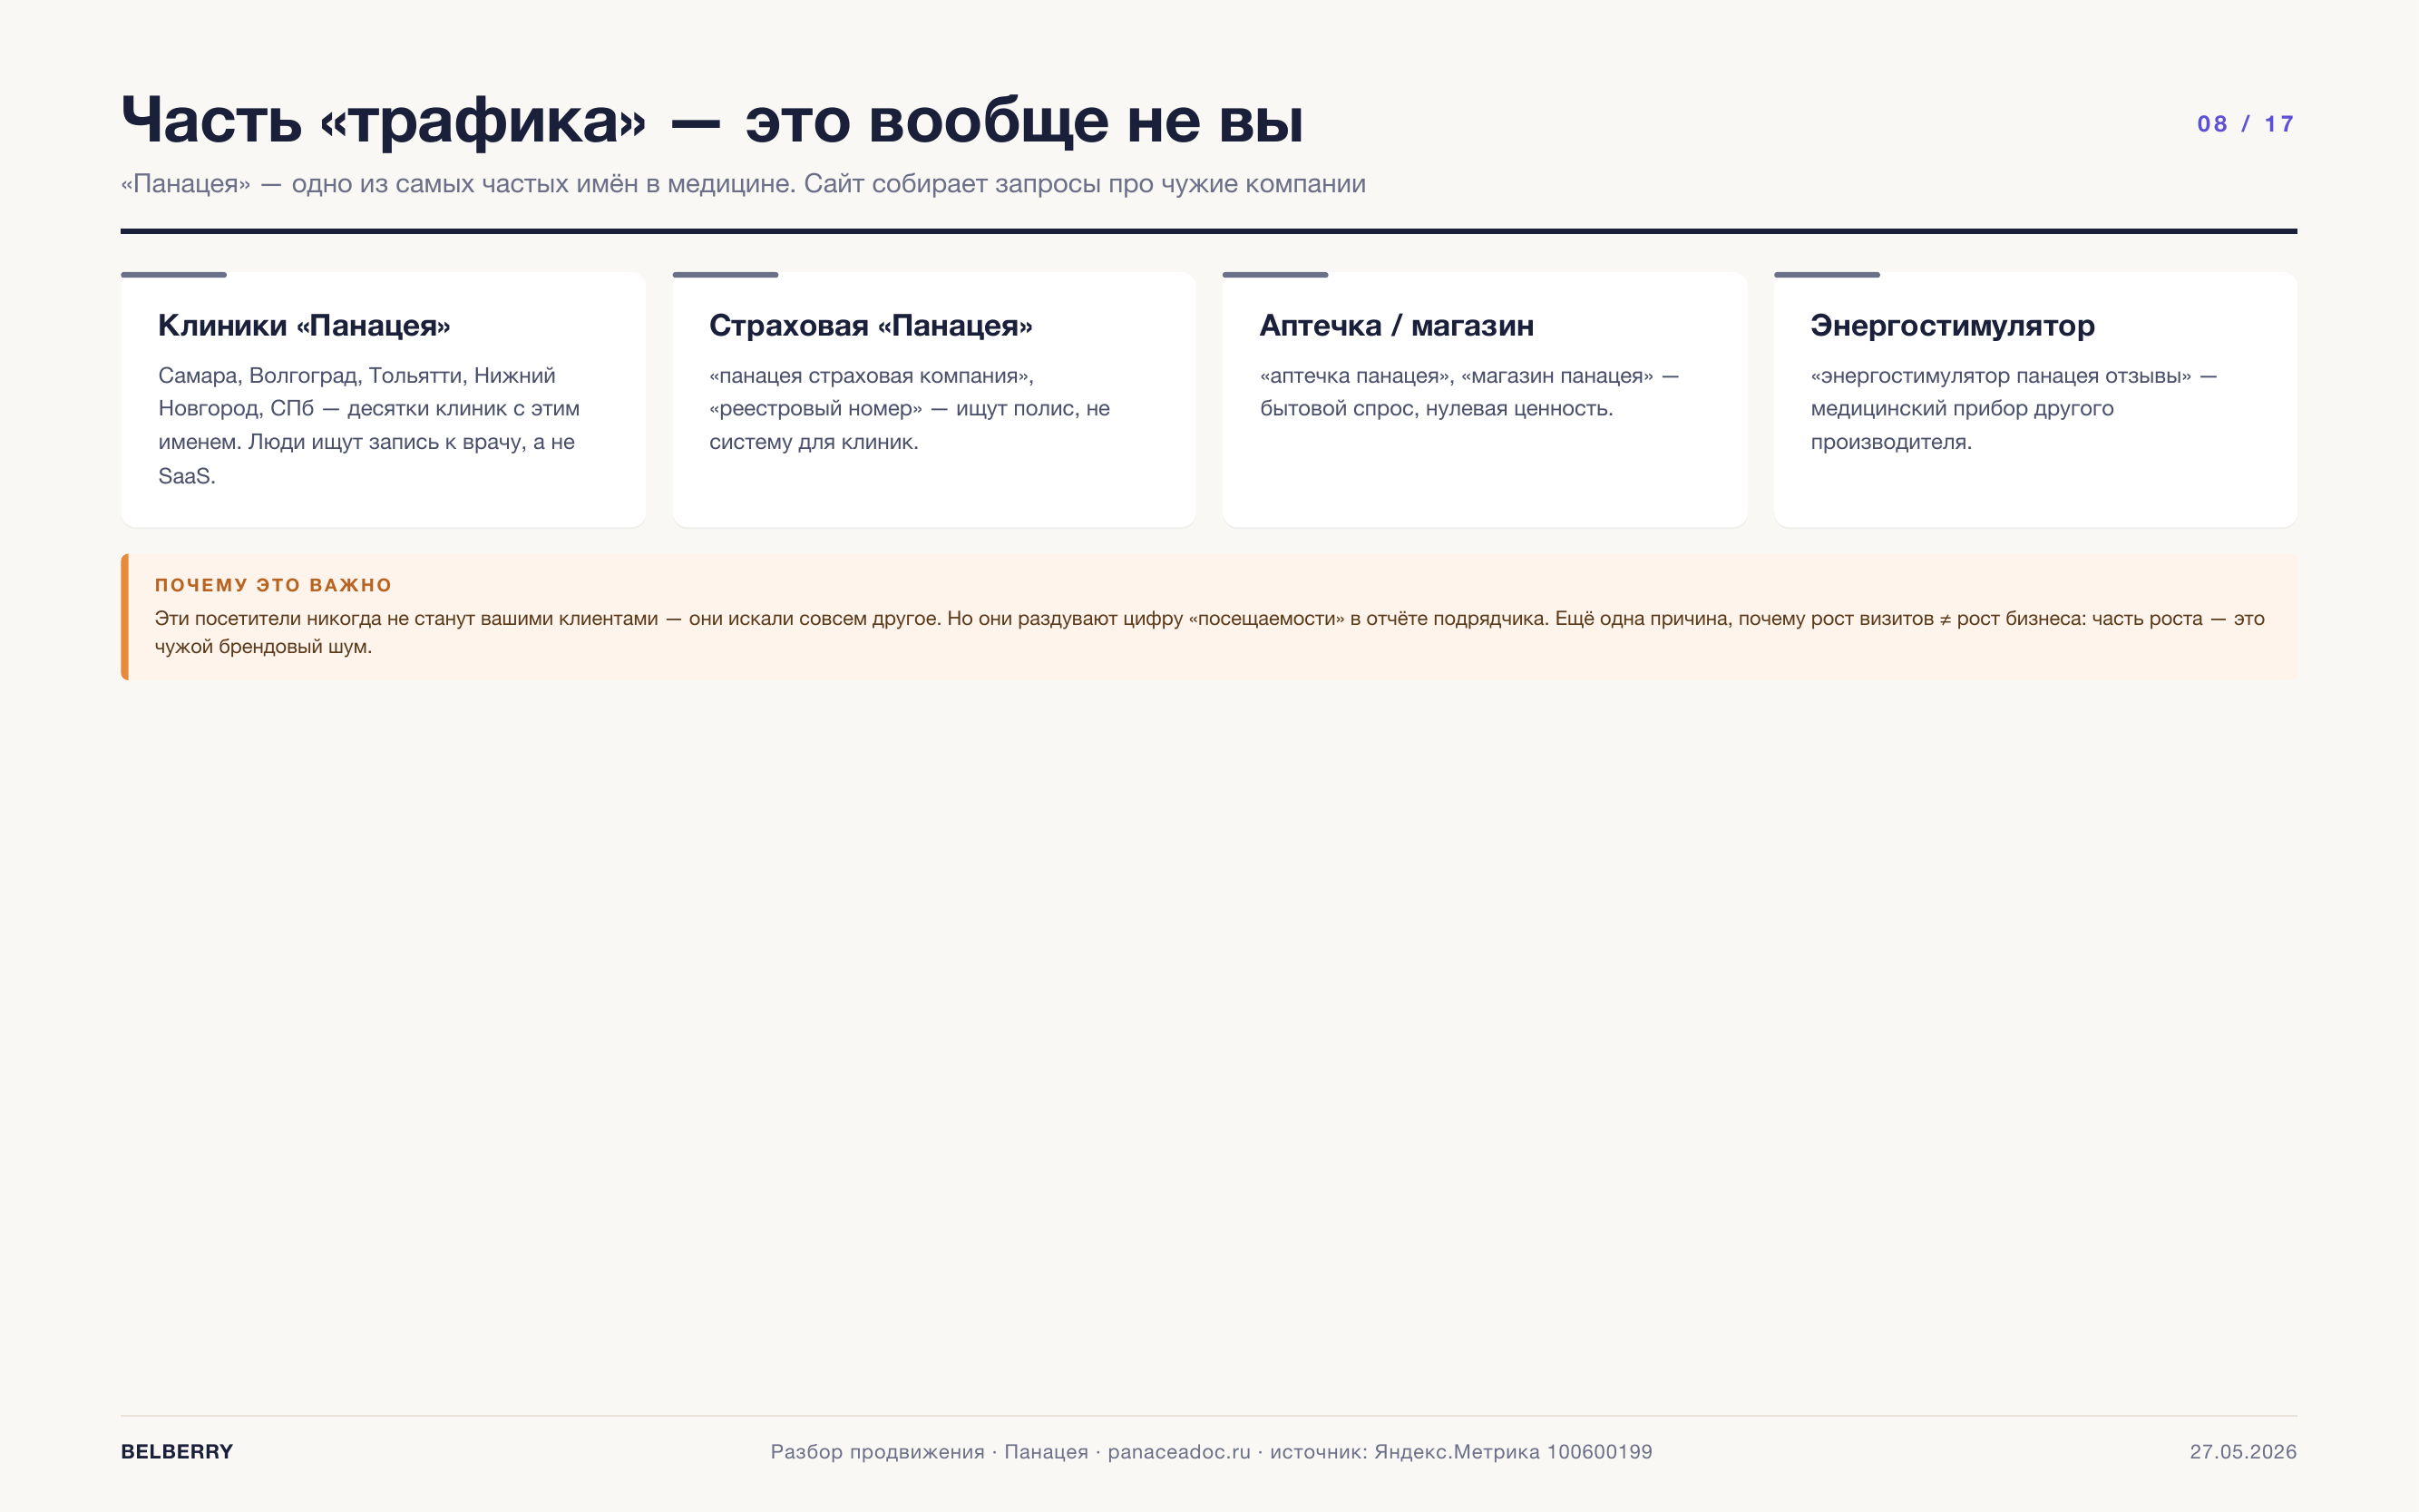 Часть «трафика» — это вообще не вы
08 / 17
«Панацея» — одно из самых частых имён в медицине. Сайт собирает запросы про чужие компании
Клиники «Панацея»
Самара, Волгоград, Тольятти, Нижний
Новгород, СПб — десятки клиник с этим
именем. Люди ищут запись к врачу, а не
SaaS.
Страховая «Панацея»
«панацея страховая компания»,
«реестровый номер» — ищут полис, не
систему для клиник.
Аптечка / магазин
«аптечка панацея», «магазин панацея» —
бытовой спрос, нулевая ценность.
Энергостимулятор
«энергостимулятор панацея отзывы» —
медицинский прибор другого
производителя.
ПОЧЕМУ ЭТО ВАЖНО
Эти посетители никогда не станут вашими клиентами — они искали совсем другое. Но они раздувают цифру «посещаемости» в отчёте подрядчика. Ещё одна причина, почему рост визитов ≠ рост бизнеса: часть роста — это
чужой брендовый шум.
BELBERRY
Разбор продвижения · Панацея · panaceadoc.ru · источник: Яндекс.Метрика 100600199
27.05.2026